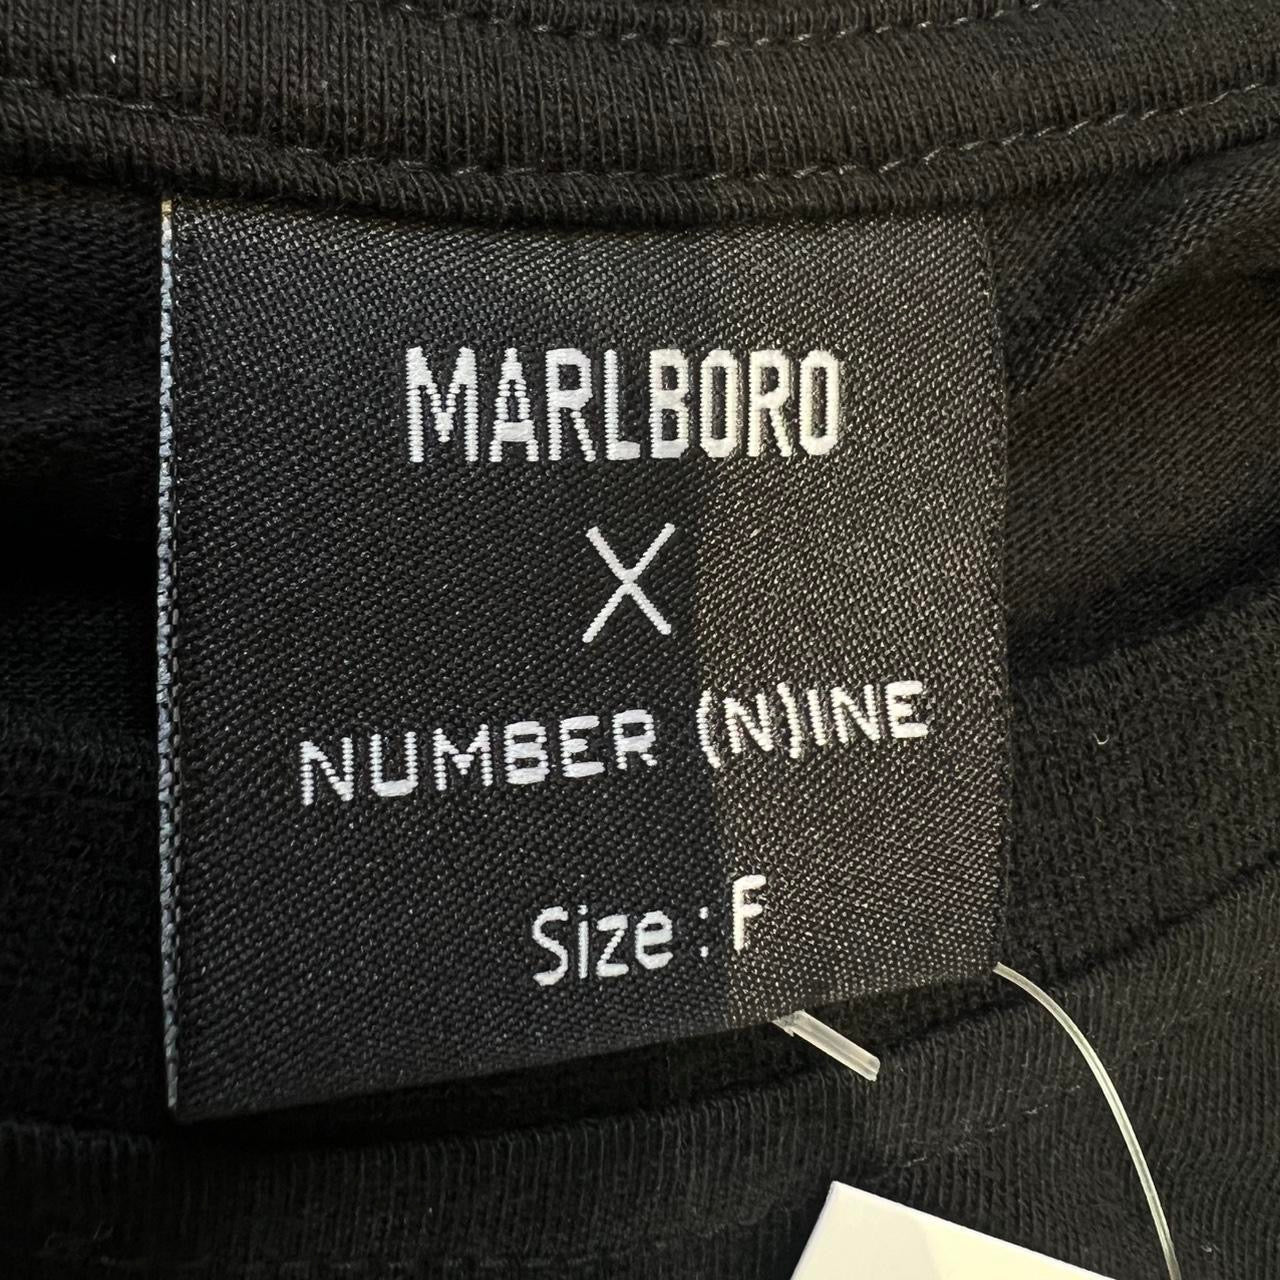 MARLBORO
X
NUMBER (N)INE
Size : F